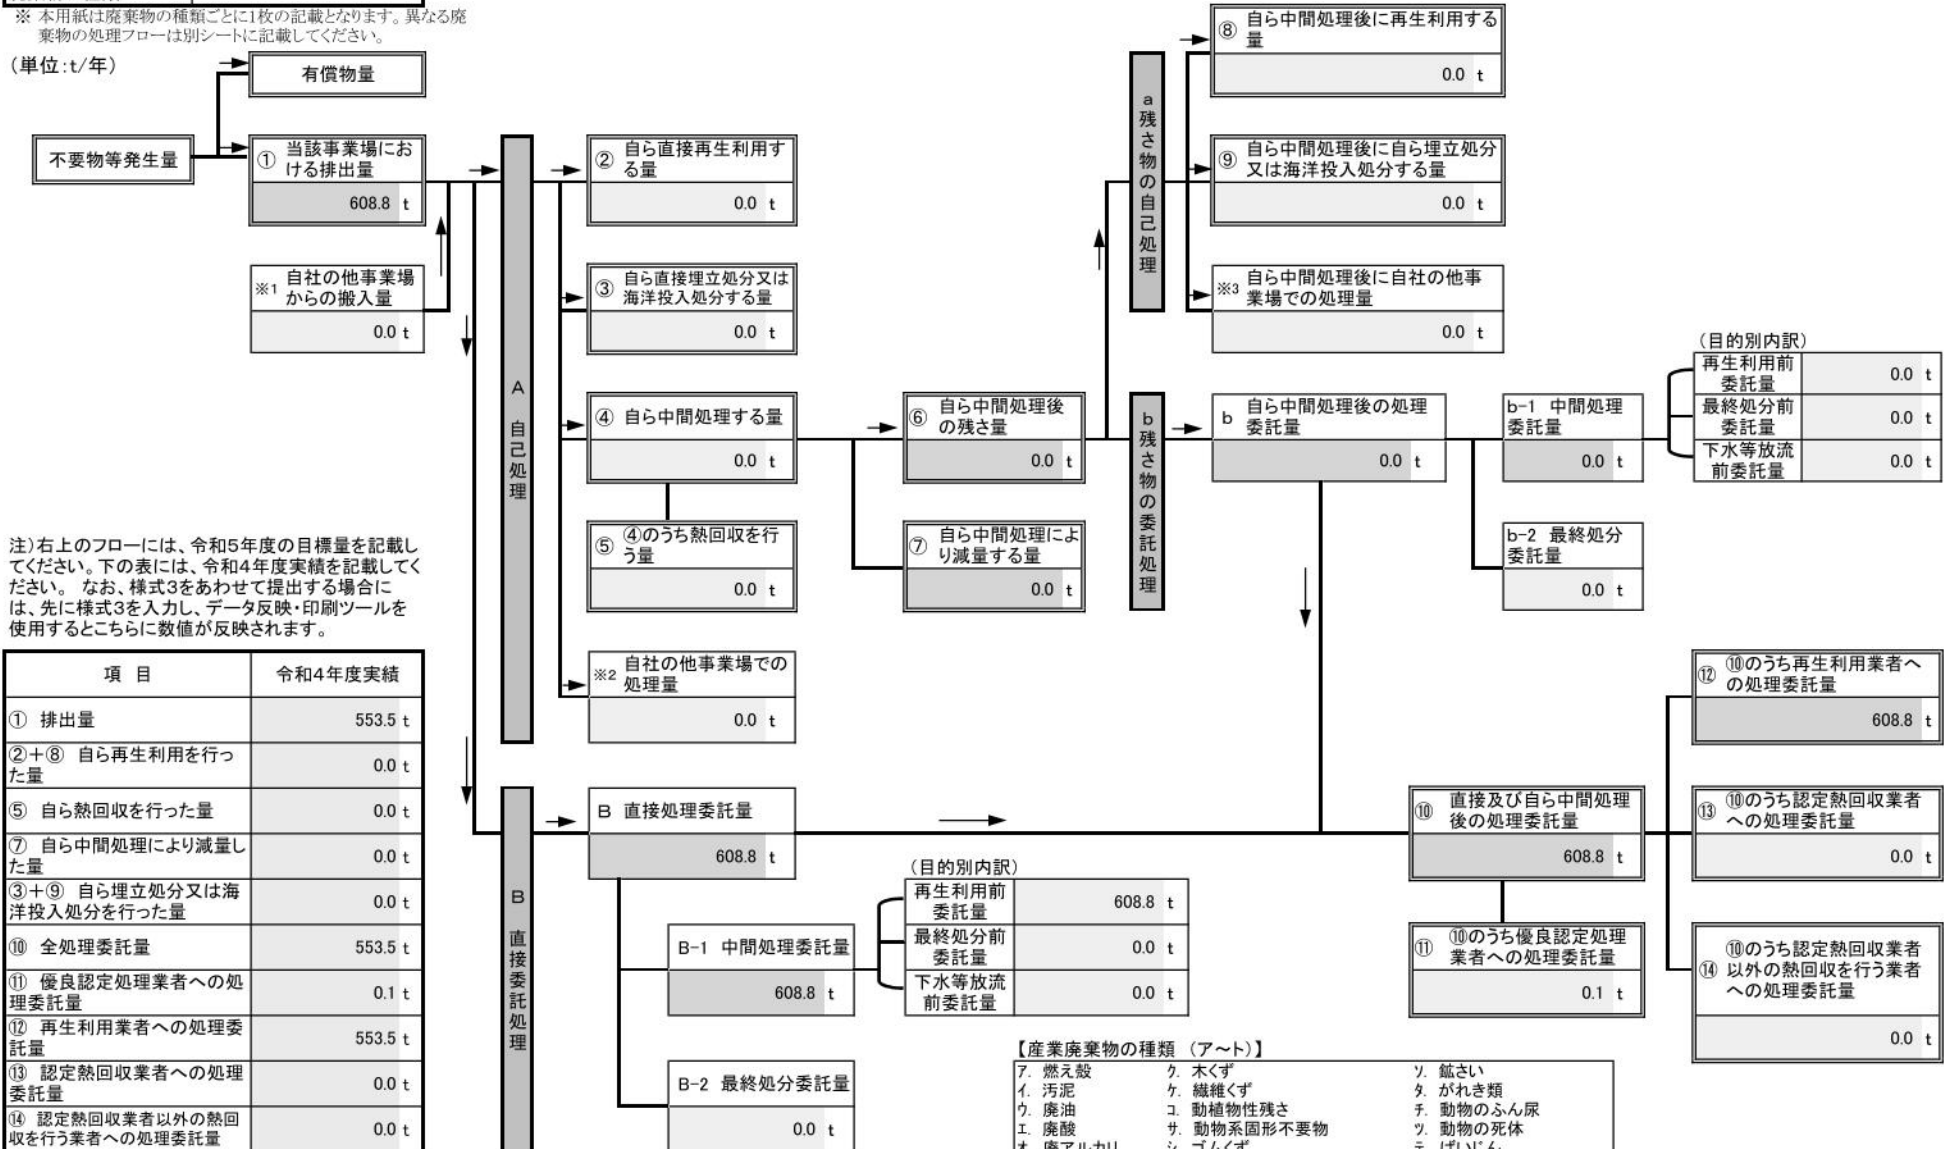 ※ 本用紙は廃棄物の種類ごとに1枚の記載となります。異なる廃
棄物の処理フローは別シートに記載してください。
(単位:t/年)
有償物量
不要物等発生量
① 当該事業場にお
ける排出量
608.8 t
※1 自社の他事業場
からの搬入量
0.0 t
A 自己処理
② 自ら直接再生利用す
る量
0.0 t
③ 自ら直接埋立処分又は
海洋投入処分する量
0.0 t
④ 自ら中間処理する量
0.0 t
⑤ ④のうち熱回収を行
う量
0.0 t
※2 自社の他事業場での
処理量
0.0 t
⑥ 自ら中間処理後
の残さ量
0.0 t
⑦ 自ら中間処理によ
り減量する量
0.0 t
a残さ物の自己処理
⑧ 自ら中間処理後に再生利用する
量
0.0 t
⑨ 自ら中間処理後に自ら埋立処分
又は海洋投入処分する量
0.0 t
※3 自ら中間処理後に自社の他事
業場での処理量
0.0 t
b残さ物の委託処理
b 自ら中間処理後の処理
委託量
0.0 t
b-1 中間処理
委託量
0.0 t
b-2 最終処分
委託量
0.0 t
(目的別内訳)
再生利用前
委託量
0.0 t
最終処分前
委託量
0.0 t
下水等放流
前委託量
0.0 t
注)右上のフローには、令和5年度の目標量を記載し
てください。下の表には、令和4年度実績を記載してく
ださい。 なお、様式3をあわせて提出する場合に
は、先に様式3を入力し、データ反映・印刷ツールを
使用するとこちらに数値が反映されます。
項 目 令和4年度実績
① 排出量 553.5 t
②+⑧ 自ら再生利用を行っ
た量 0.0 t
⑤ 自ら熱回収を行った量 0.0 t
⑦ 自ら中間処理により減量し
た量 0.0 t
③+⑨ 自ら埋立処分又は海
洋投入処分を行った量 0.0 t
⑩ 全処理委託量 553.5 t
⑪ 優良認定処理業者への処
理委託量 0.1 t
⑫ 再生利用業者への処理委
託量 553.5 t
⑬ 認定熱回収業者への処理
委託量 0.0 t
⑭ 認定熱回収業者以外の熱回
収を行う業者への処理委託量 0.0 t
B 直接委託処理
B 直接処理委託量
608.8 t
B-1 中間処理委託量
608.8 t
B-2 最終処分委託量
0.0 t
(目的別内訳)
再生利用前
委託量
608.8 t
最終処分前
委託量
0.0 t
下水等放流
前委託量
0.0 t
⑩ 直接及び自ら中間処理
後の処理委託量
608.8 t
⑪ ⑩のうち優良認定処理
業者への処理委託量
0.1 t
⑫ ⑩のうち再生利用業者へ
の処理委託量
608.8 t
⑬ ⑩のうち認定熱回収業者
への処理委託量
0.0 t
⑭ ⑩のうち認定熱回収業者
以外の熱回収を行う業者
への処理委託量
0.0 t
【産業廃棄物の種類 (ア〜ト)】
ア. 燃え殻 ク. 木くず ソ. 鉱さい
イ. 汚泥 ケ. 繊維くず タ. がれき類
ウ. 廃油 コ. 動植物性残さ チ. 動物のふん尿
エ. 廃酸 サ. 動物系固形不要物 ツ. 動物の死体
オ. 廃アルカリ シ. ゴムくず テ. ばいじん